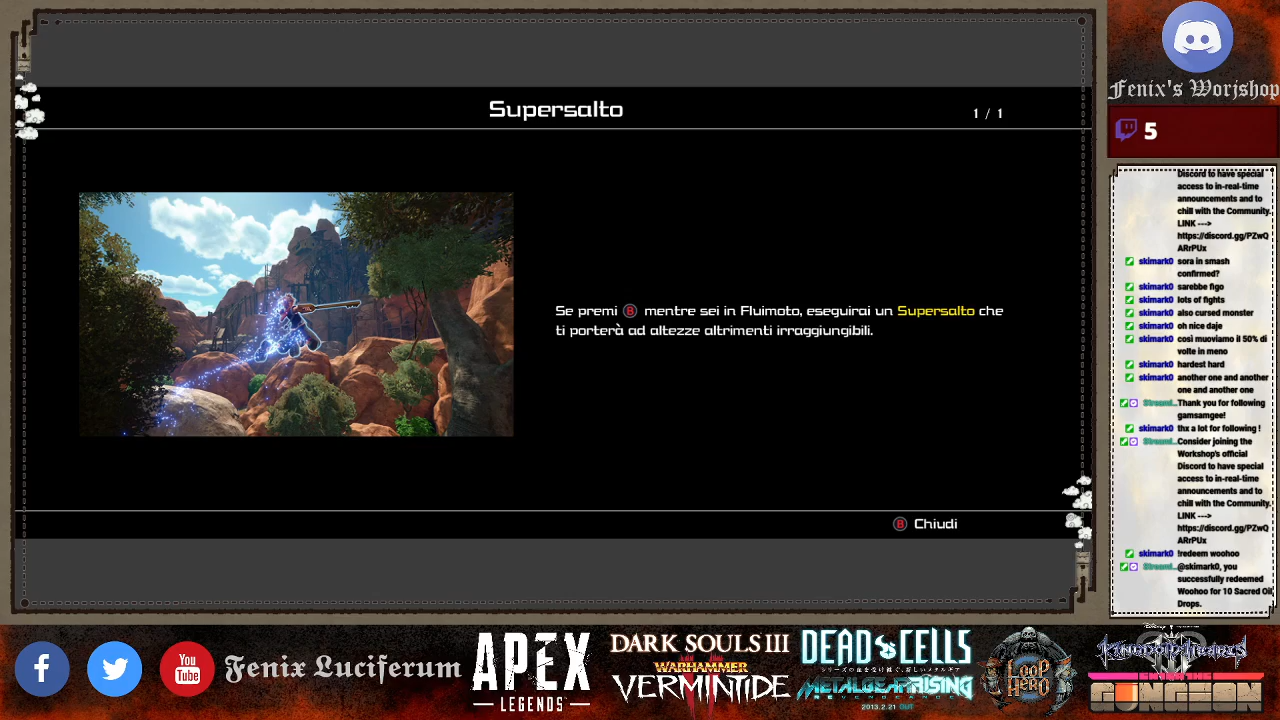 Supersalto
1 / 1
Se premi B mentre sei in Fluimoto, eseguirai un Supersalto che
ti porterà ad altezze altrimenti irraggiungibili.
B Chiudi
Fenix's Worjshop
5
Discord to have special
access to in-real-time
announcements and to
chill with the Community.
LINK --->
https://discord.gg/PZwQ
ARrPUx
skimark0 sora in smash
confirmed?
skimark0 sarebbe figo
skimark0 lots of fights
skimark0 also cursed monster
skimark0 oh nice daje
skimark0 così muoviamo il 50% di
volte in meno
skimark0 hardest hard
skimark0 another one and another
one and another one
Streaml... Thank you for following
gamsamgee!
skimark0 thx a lot for following !
Streaml... Consider joining the
Workshop's official
Discord to have special
access to in-real-time
announcements and to
chill with the Community.
LINK --->
https://discord.gg/PZwQ
ARrPUx
skimark0 !redeem woohoo
Streaml... @skimark0, you
successfully redeemed
Woohoo for 10 Sacred Oil
Drops.
You
Tube
Fenix Luciferum
APEX
LEGENDS
DARK SOULS III
WARHAMMER
VERMINTIDE
DEAD CELLS
METAL GEAR RISING
REVENGEANCE
2013.2.21 OUT
LOOP
HERO
Disney
KINGDOM HEARTS
ENTER THE
GUNGEON